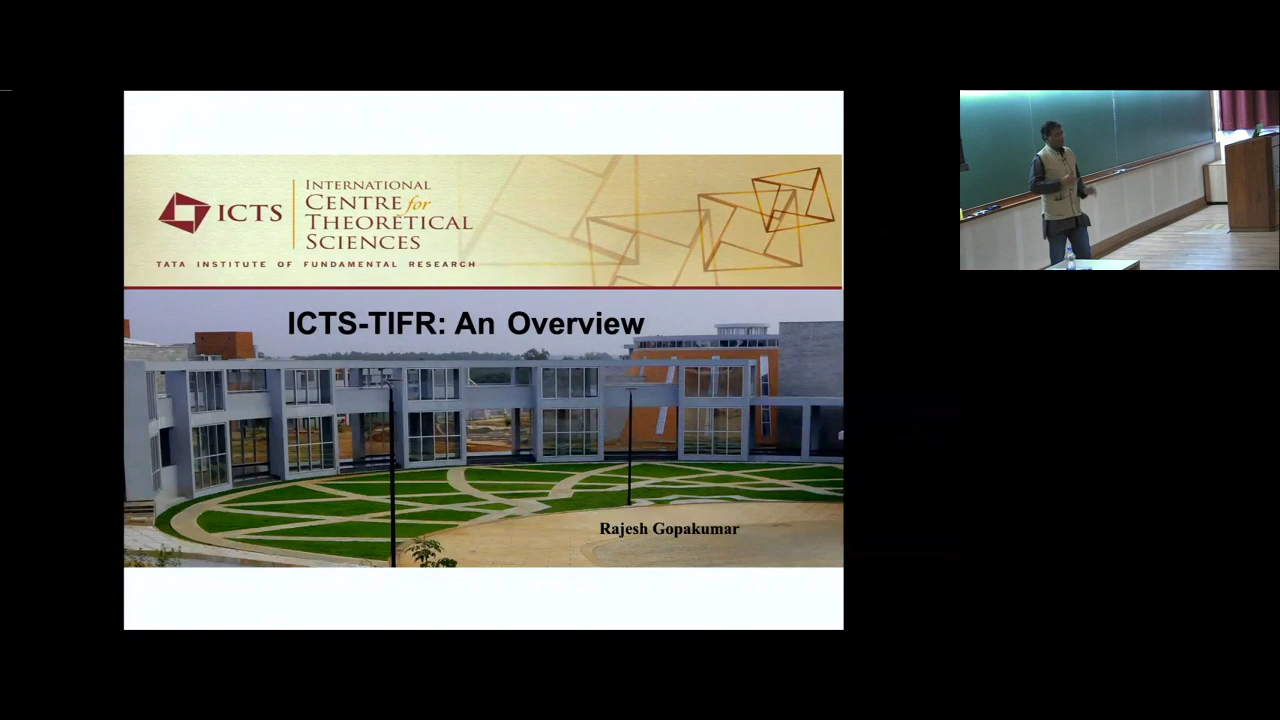 ICTS
INTERNATIONAL
CENTRE for
THEORETICAL
SCIENCES
TATA INSTITUTE OF FUNDAMENTAL RESEARCH
ICTS-TIFR: An Overview
Rajesh Gopakumar